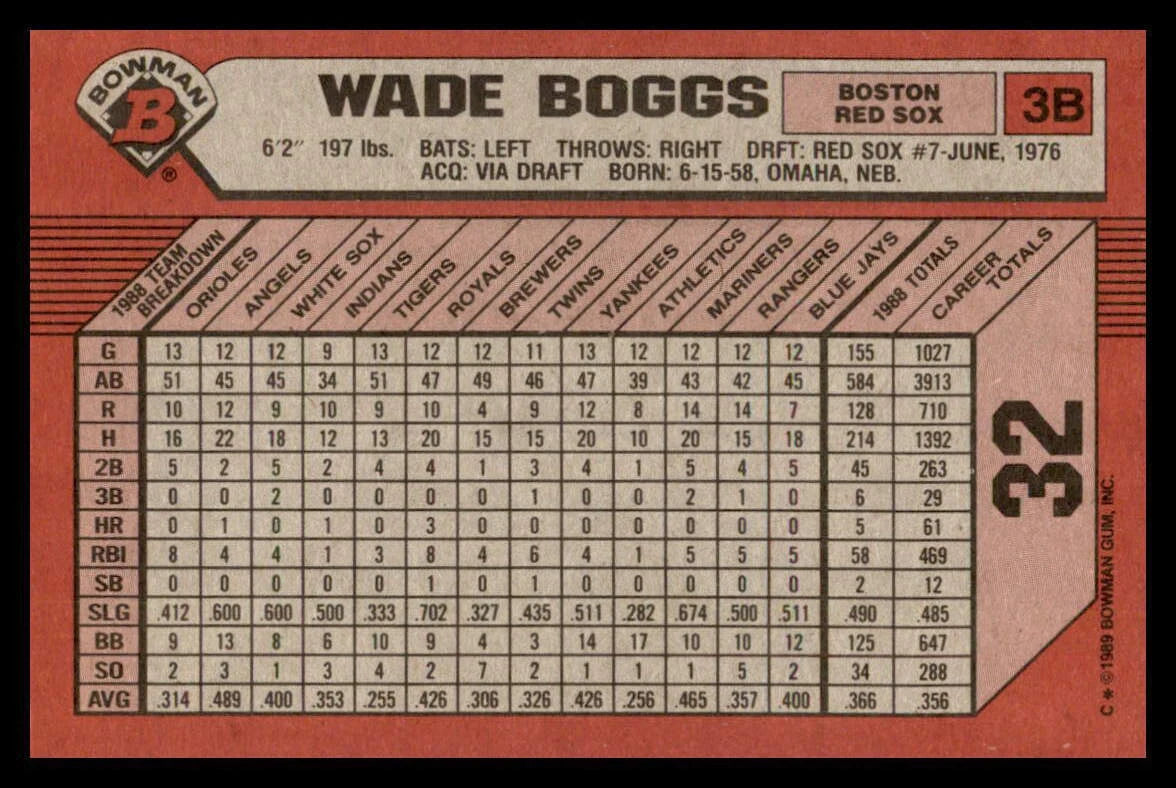 BOWMAN
B
®
WADE BOGGS
BOSTON
RED SOX
3B
6'2" 197 lbs. BATS: LEFT THROWS: RIGHT DRFT: RED SOX #7-JUNE, 1976
ACQ: VIA DRAFT BORN: 6-15-58, OMAHA, NEB.
1988 TEAM BREAKDOWN ORIOLES ANGELS WHITE SOX INDIANS TIGERS ROYALS BREWERS TWINS YANKEES ATHLETICS MARINERS RANGERS BLUE JAYS 1988 TOTALS CAREER TOTALS
G 13 12 12 9 13 12 12 11 13 12 12 12 12 155 1027
AB 51 45 45 34 51 47 49 46 47 39 43 42 45 584 3913
R 10 12 9 10 9 10 4 9 12 8 14 14 7 128 710
H 16 22 18 12 13 20 15 15 20 10 20 15 18 214 1392
2B 5 2 5 2 4 4 1 3 4 1 5 4 5 45 263
3B 0 0 2 0 0 0 0 1 0 0 2 1 0 6 29
HR 0 1 0 1 0 3 0 0 0 0 0 0 0 5 61
RBI 8 4 4 1 3 8 4 6 4 1 5 5 5 58 469
SB 0 0 0 0 0 1 0 1 0 0 0 0 0 2 12
SLG .412 .600 .600 .500 .333 .702 .327 .435 .511 .282 .674 .500 .511 .490 .485
BB 9 13 8 6 10 9 4 3 14 17 10 10 12 125 647
SO 2 3 1 3 4 2 7 2 1 1 1 5 2 34 288
AVG .314 .489 .400 .353 .255 .426 .306 .326 .426 .256 .465 .357 .400 .366 .356
32
C*©1989 BOWMAN GUM, INC.